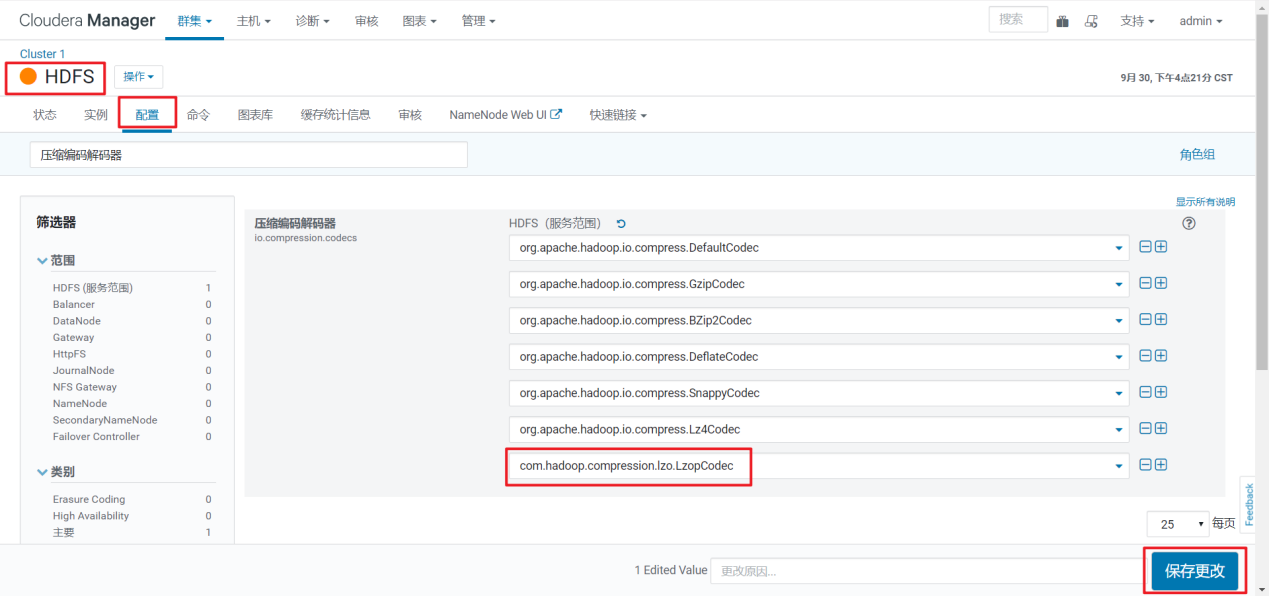 Cloudera Manager 群集 主机 诊断 审核 图表 管理 搜索 支持 admin
Cluster 1
HDFS 操作
9月 30, 下午4点21分 CST
状态 实例 配置 命令 图表库 缓存统计信息 审核 NameNode Web UI 快速链接
压缩编码解码器
角色组
显示所有说明
筛选器
范围
HDFS (服务范围) 1
Balancer 0
DataNode 0
Gateway 0
HttpFS 0
JournalNode 0
NFS Gateway 0
NameNode 0
SecondaryNameNode 0
Failover Controller 0
类别
Erasure Coding 0
High Availability 0
主要 1
压缩编码解码器
io.compression.codecs
HDFS（服务范围）
org.apache.hadoop.io.compress.DefaultCodec
org.apache.hadoop.io.compress.GzipCodec
org.apache.hadoop.io.compress.BZip2Codec
org.apache.hadoop.io.compress.DeflateCodec
org.apache.hadoop.io.compress.SnappyCodec
org.apache.hadoop.io.compress.Lz4Codec
com.hadoop.compression.lzo.LzopCodec
25 每页
Feedback
1 Edited Value 更改原因... 保存更改